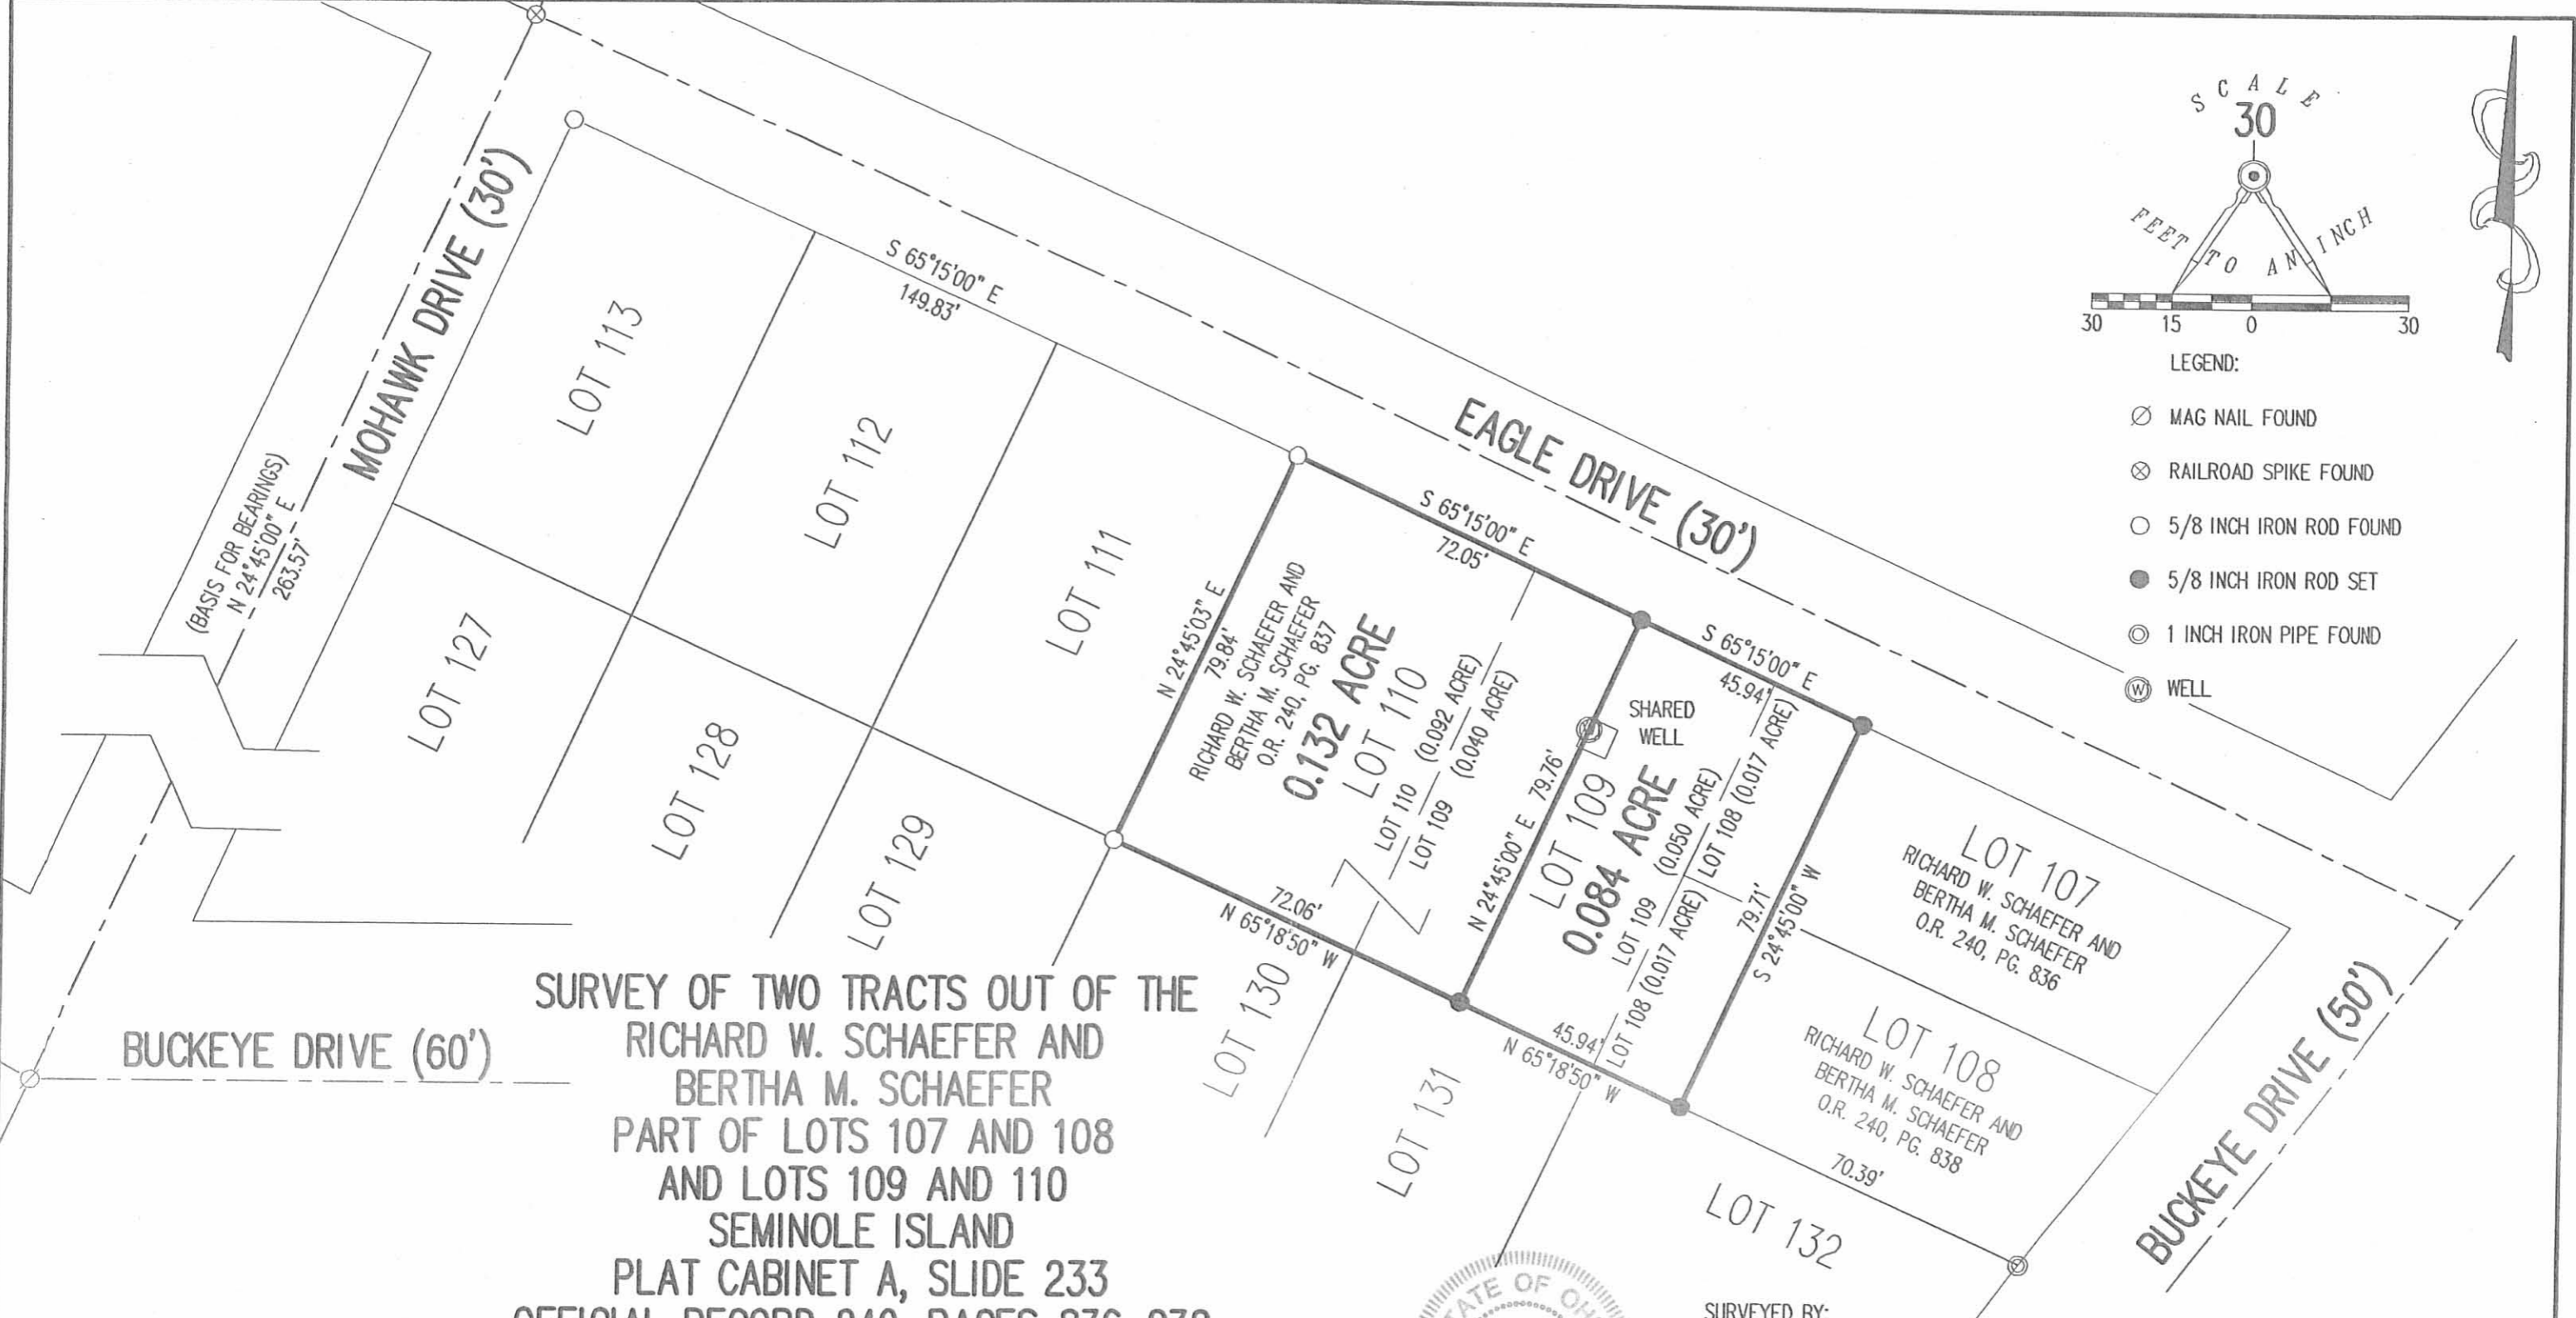 SCALE
30
FEET TO AN INCH
30 15 0 30
LEGEND:
MAG NAIL FOUND
RAILROAD SPIKE FOUND
5/8 INCH IRON ROD FOUND
5/8 INCH IRON ROD SET
1 INCH IRON PIPE FOUND
W WELL
MOHAWK DRIVE (30')
(BASIS FOR BEARINGS)
N 24°45'00" E
263.57'
S 65°15'00" E
149.83'
LOT 113
LOT 112
LOT 111
LOT 127
LOT 128
LOT 129
EAGLE DRIVE (30')
S 65°15'00" E
72.05'
N 24°45'03" E
79.84'
RICHARD W. SCHAEFER AND
BERTHA M. SCHAEFER
O.R. 240, PG. 837
0.132 ACRE
LOT 110
LOT 110 (0.092 ACRE)
LOT 109 (0.040 ACRE)
72.06'
N 65°18'50" W
S 65°15'00" E
45.94'
SHARED
WELL
W
N 24°45'00" E 79.76'
LOT 109
0.084 ACRE
LOT 109 (0.050 ACRE)
LOT 108 (0.017 ACRE)
LOT 108 (0.017 ACRE)
79.71'
S 24°45'00" W
45.94'
N 65°18'50" W
LOT 107
RICHARD W. SCHAEFER AND
BERTHA M. SCHAEFER
O.R. 240, PG. 836
LOT 108
RICHARD W. SCHAEFER AND
BERTHA M. SCHAEFER
O.R. 240, PG. 838
70.39'
LOT 130
LOT 131
LOT 132
BUCKEYE DRIVE (50')
BUCKEYE DRIVE (60')
SURVEY OF TWO TRACTS OUT OF THE
RICHARD W. SCHAEFER AND
BERTHA M. SCHAEFER
PART OF LOTS 107 AND 108
AND LOTS 109 AND 110
SEMINOLE ISLAND
PLAT CABINET A, SLIDE 233
OFFICIAL RECORD 240, PAGES 836-838
STATE OF OH
SURVEYED BY: